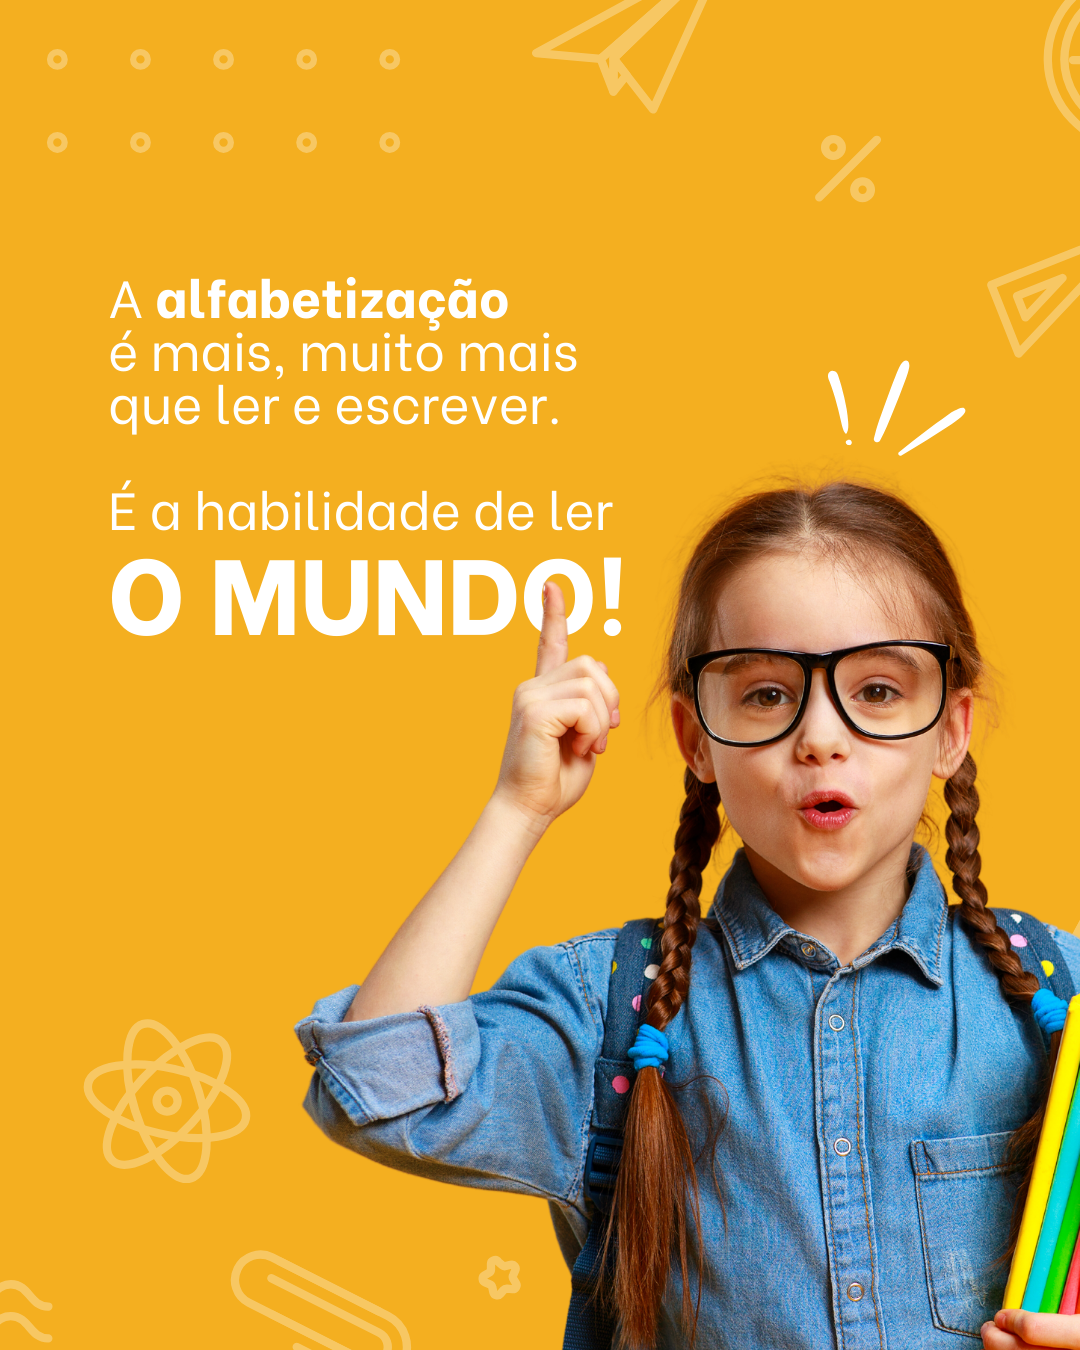 A alfabetização
é mais, muito mais
que ler e escrever.
É a habilidade de ler
O MUNDO!